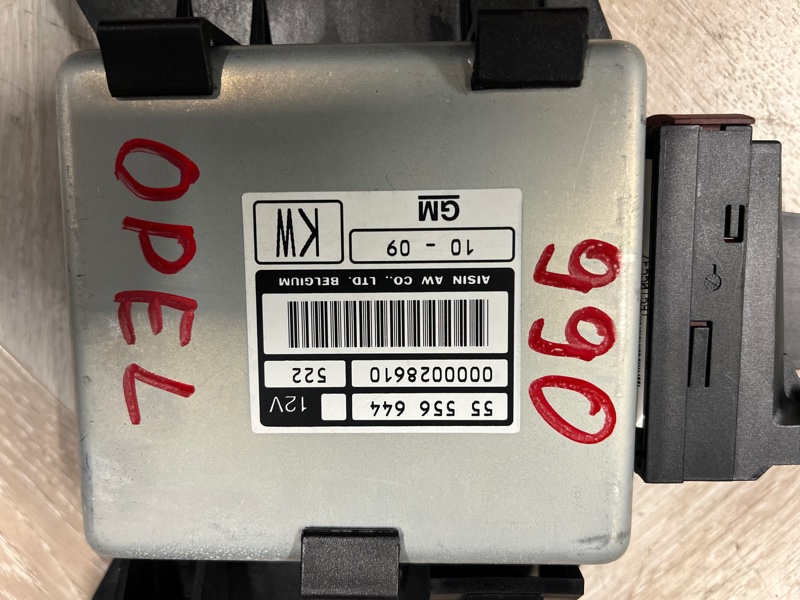 OPEL
990
55 556 644 12V
0000028610 522
AISIN AW CO., LTD. BELGIUM
10 - 09 KW
GM